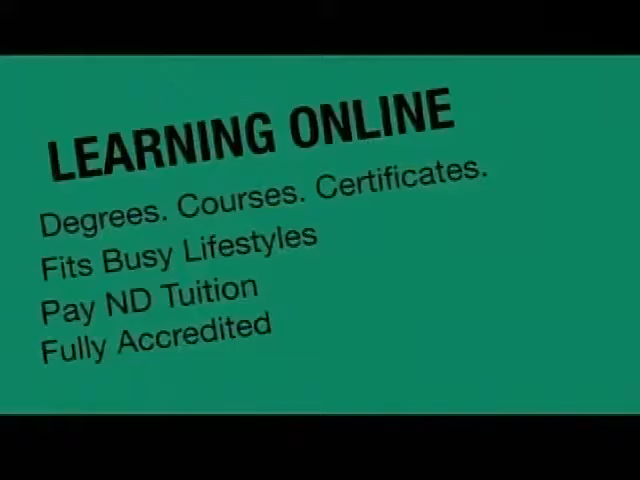 LEARNING ONLINE
Degrees. Courses. Certificates.
Fits Busy Lifestyles
Pay ND Tuition
Fully Accredited